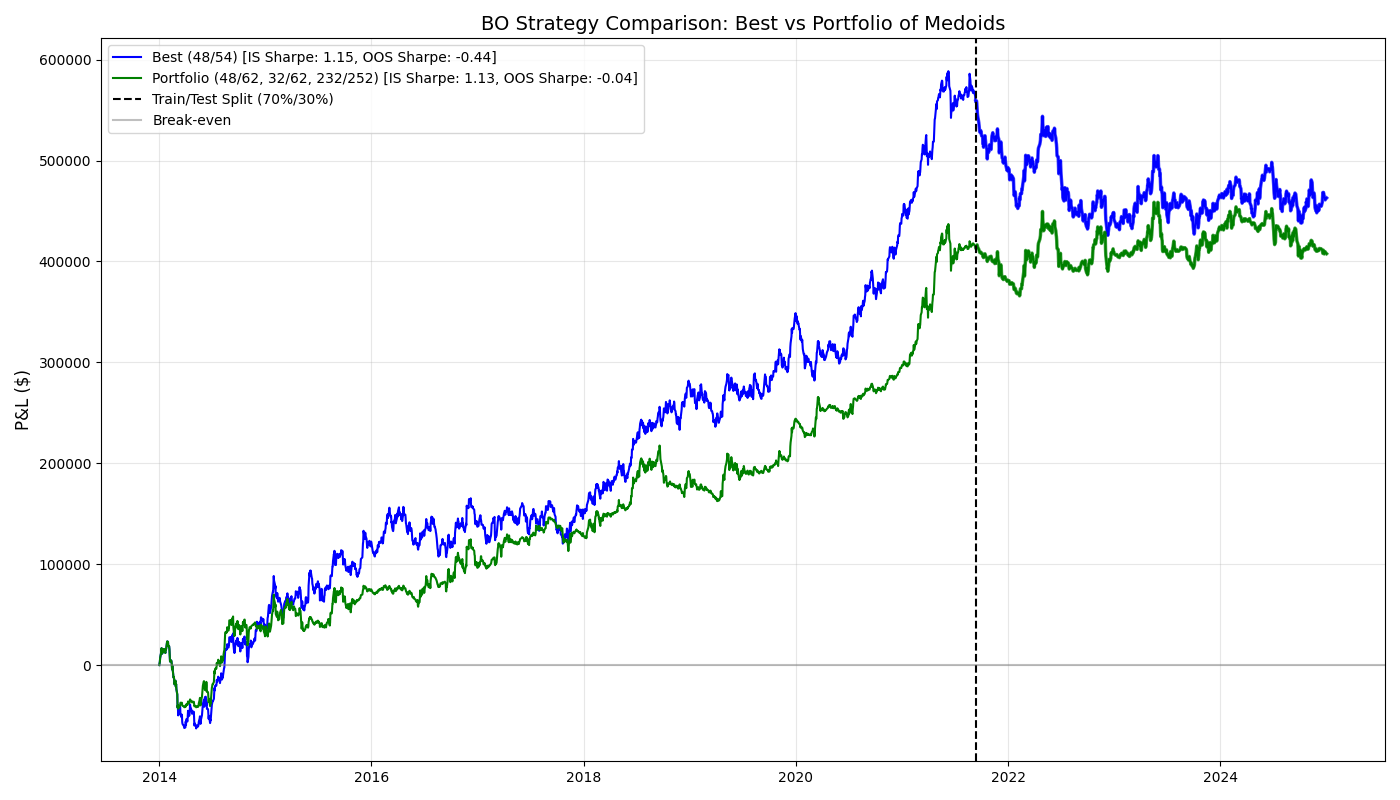 BO Strategy Comparison: Best vs Portfolio of Medoids
Best (48/54) [IS Sharpe: 1.15, OOS Sharpe: -0.44]
Portfolio (48/62, 32/62, 232/252) [IS Sharpe: 1.13, OOS Sharpe: -0.04]
Train/Test Split (70%/30%)
Break-even
P&L ($)
600000
500000
400000
300000
200000
100000
0
2014 2016 2018 2020 2022 2024